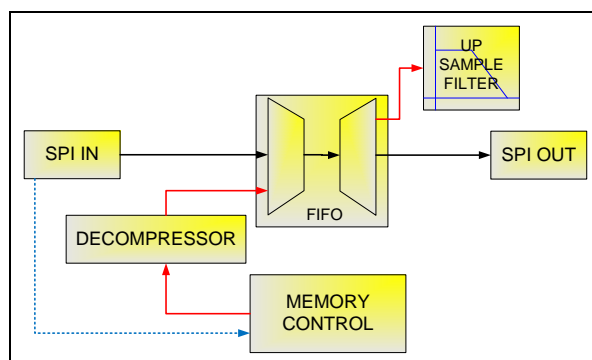 UP
SAMPLE
FILTER
SPI IN
SPI OUT
FIFO
DECOMPRESSOR
MEMORY
CONTROL